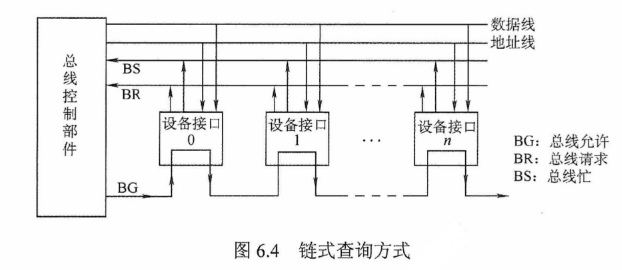 数据线
地址线
总线控制部件
BS
BR
设备接口
0
设备接口
1
...
设备接口
n
BG
BG：总线允许
BR：总线请求
BS：总线忙
图 6.4 链式查询方式